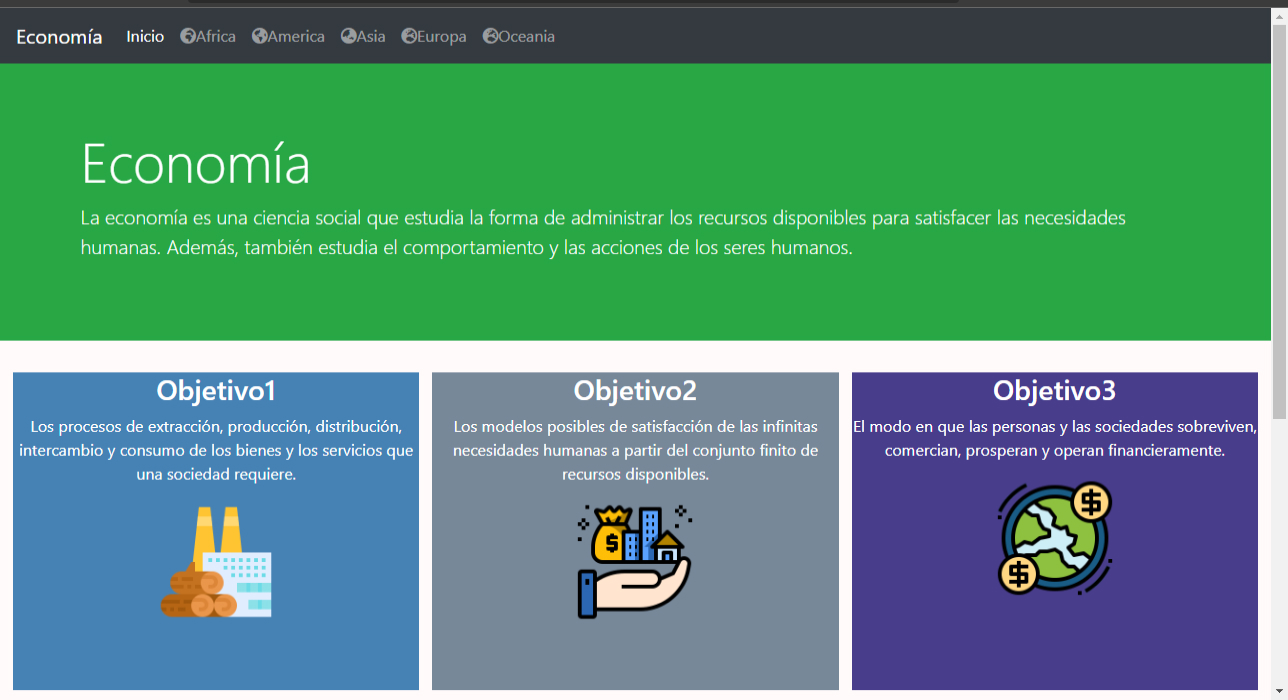 Economía Inicio Africa America Asia Europa Oceania
Economía
La economía es una ciencia social que estudia la forma de administrar los recursos disponibles para satisfacer las necesidades
humanas. Además, también estudia el comportamiento y las acciones de los seres humanos.
Objetivo1
Los procesos de extracción, producción, distribución,
intercambio y consumo de los bienes y los servicios que
una sociedad requiere.
Objetivo2
Los modelos posibles de satisfacción de las infinitas
necesidades humanas a partir del conjunto finito de
recursos disponibles.
$
Objetivo3
El modo en que las personas y las sociedades sobreviven,
comercian, prosperan y operan financieramente.
$
$